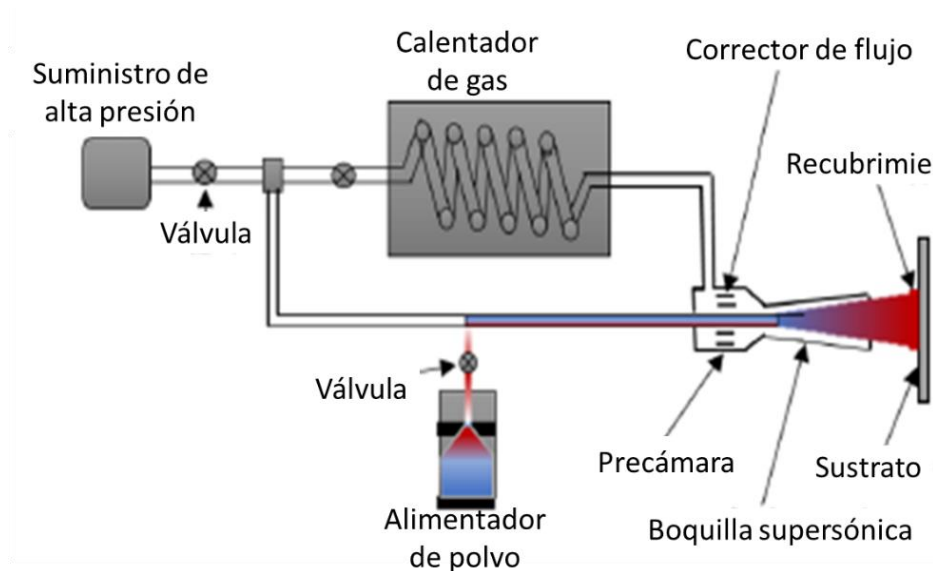 Calentador
de gas
Corrector de flujo
Suministro de
alta presión
Recubrimie
Válvula
Válvula
Precámara
Sustrato
Boquilla supersónica
Alimentador
de polvo